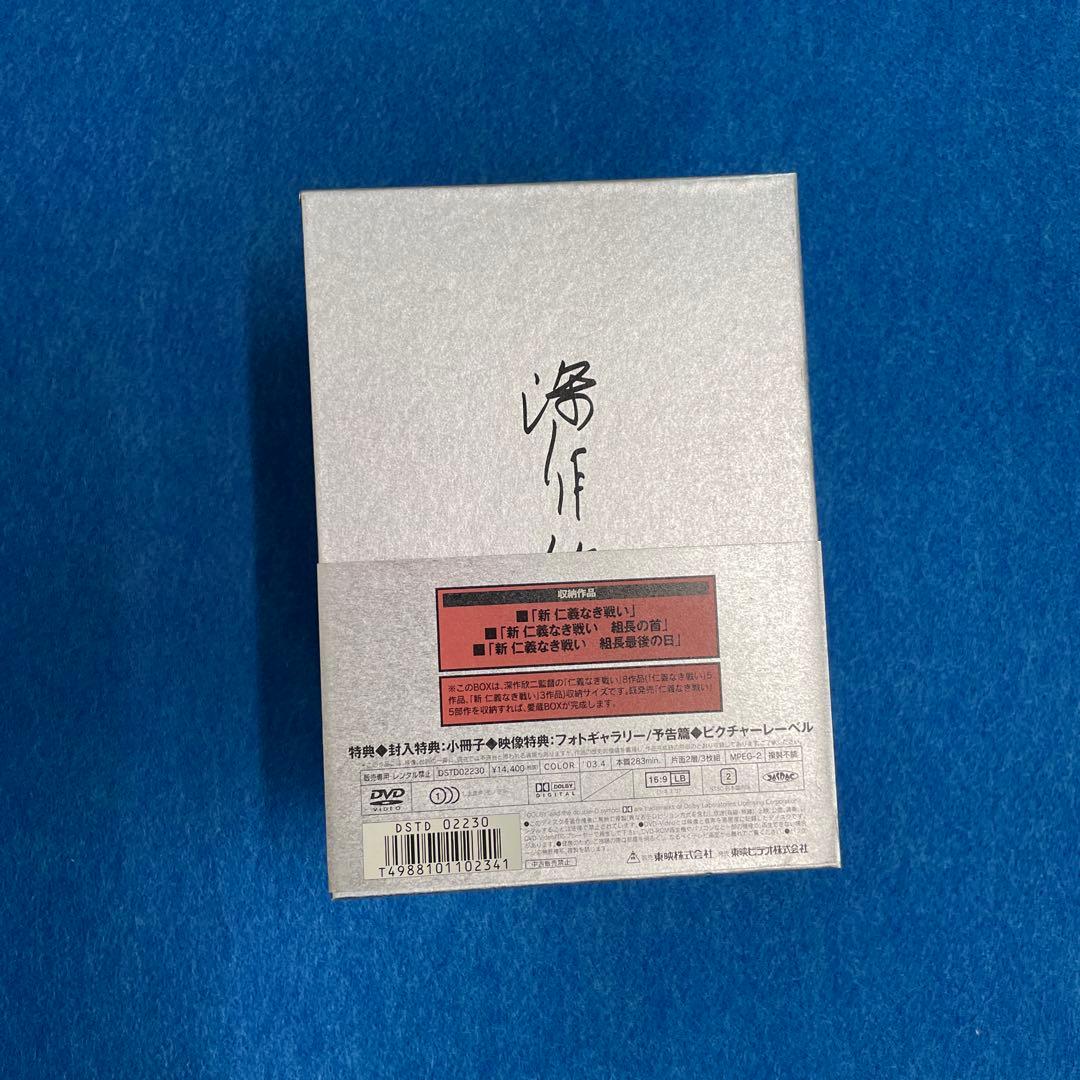 深作
収納作品
■「新 仁義なき戦い」
■「新 仁義なき戦い 組長の首」
■「新 仁義なき戦い 組長最後の日」
※このBOXは、深作欣二監督の「仁義なき戦い」8作品(「仁義なき戦い」5
作品、「新 仁義なき戦い」3作品)収納サイズです。既発売「仁義なき戦い」
5部作を収納すれば、愛蔵BOXが完成します。
特典◆封入特典:小冊子◆映像特典:フォトギャラリー/予告篇◆ピクチャーレーベル
販売専用・レンタル禁止 DSTD02230 ¥14,400(税抜) COLOR '03.4 本篇283min. 片面2層/3枚組 MPEG-2 複製不能
DVD VIDEO 1 DOLBY DIGITAL 16:9 LB 2
DSTD 02230
T4988101102341
中古販売禁止
東映株式会社 東映ビデオ株式会社